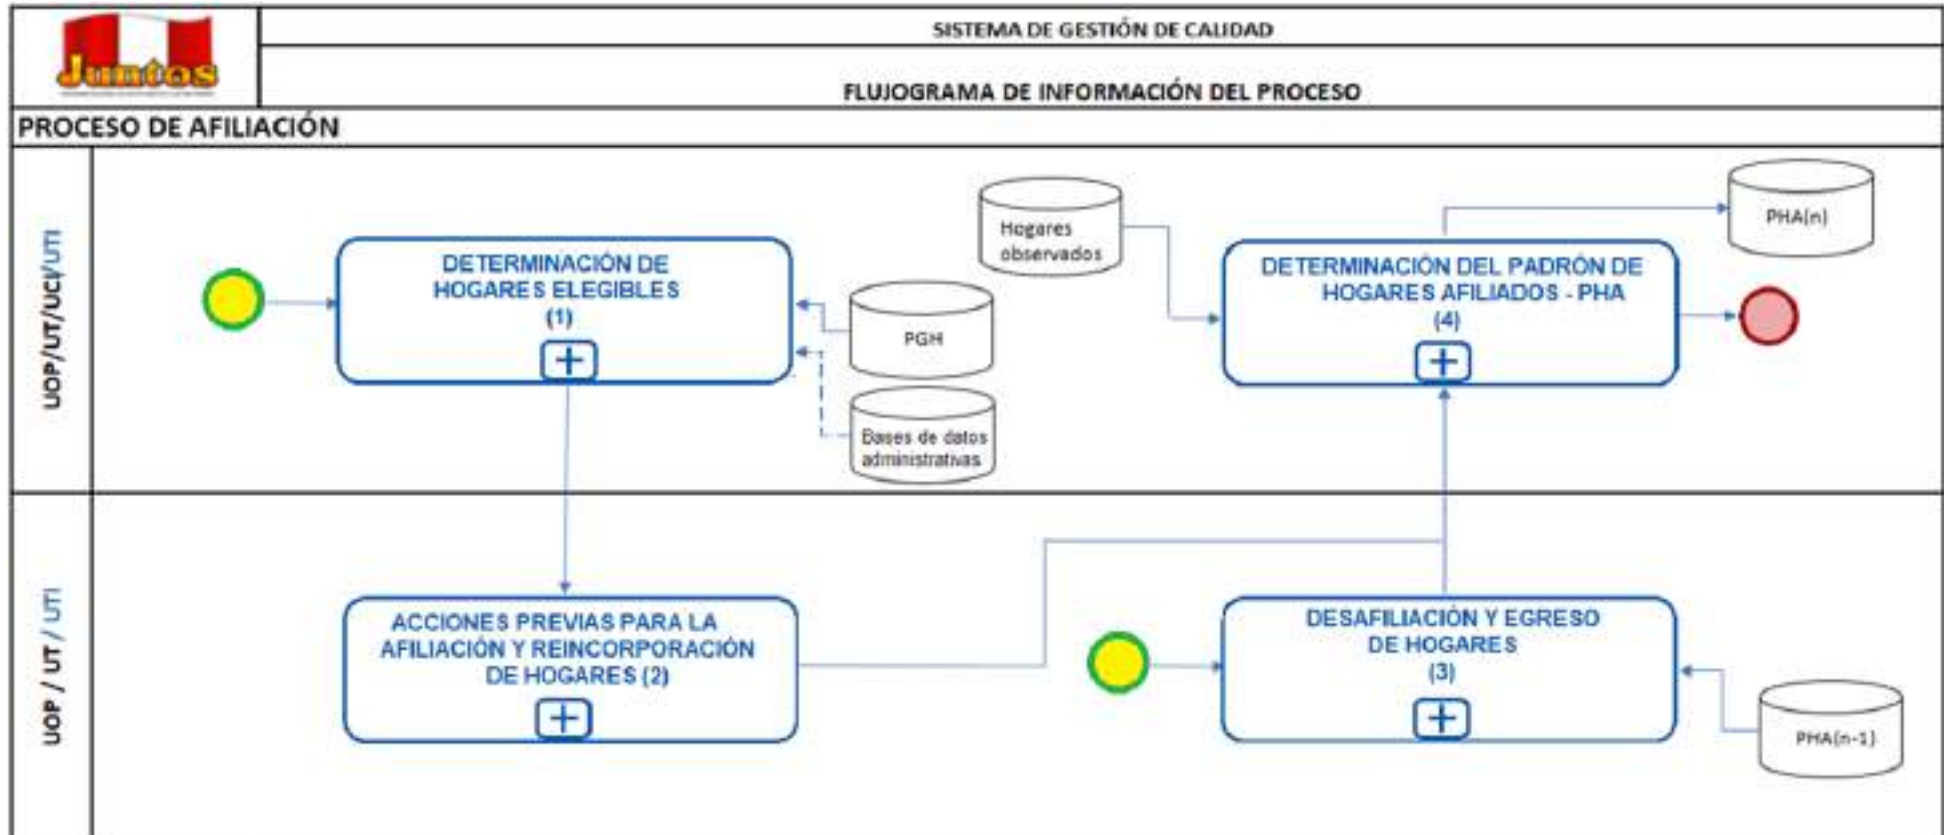 Juntos
SISTEMA DE GESTIÓN DE CALIDAD
FLUJOGRAMA DE INFORMACIÓN DEL PROCESO
PROCESO DE AFILIACIÓN
UOP/UT/UCI/UTI
DETERMINACIÓN DE
HOGARES ELEGIBLES
(1)
PGH
Bases de datos
administrativas
Hogares
observados
DETERMINACIÓN DEL PADRÓN DE
HOGARES AFILIADOS - PHA
(4)
PHA(n)
UOP / UT / UTI
ACCIONES PREVIAS PARA LA
AFILIACIÓN Y REINCORPORACIÓN
DE HOGARES (2)
DESAFILIACIÓN Y EGRESO
DE HOGARES
(3)
PHA(n-1)